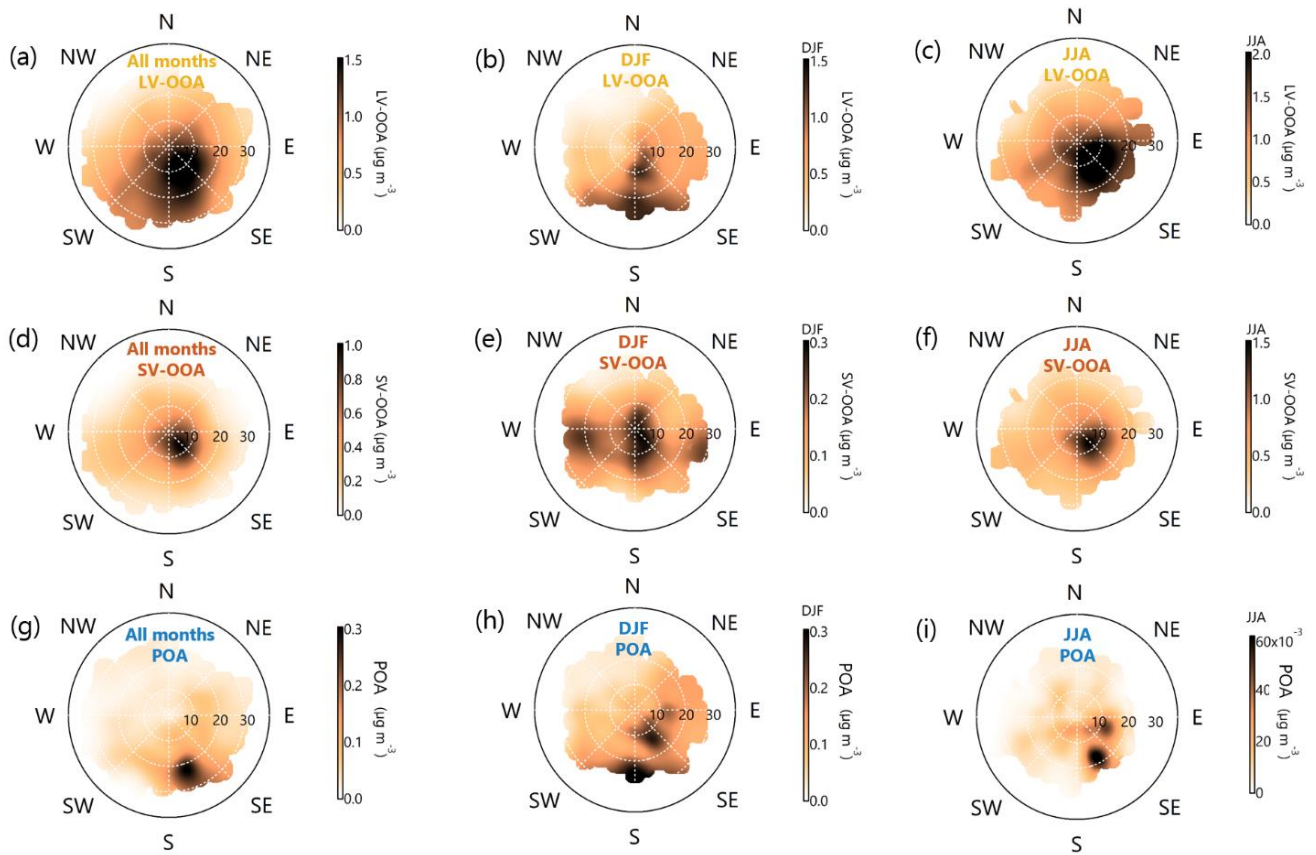 (a)
N
NW
NE
All months
LV-OOA
W
10 20 30
E
SW
SE
S
1.5
1.0
0.5
0.0
LV-OOA (µg m⁻³)
(b)
N
NW
NE
DJF
LV-OOA
W
10 20 30
E
SW
SE
S
DJF
1.5
1.0
0.5
0.0
LV-OOA (µg m⁻³)
(c)
N
NW
NE
JJA
LV-OOA
W
20 30
E
SW
SE
S
JJA
2.0
1.5
1.0
0.5
0.0
LV-OOA (µg m⁻³)
(d)
N
NW
NE
All months
SV-OOA
W
10 20 30
E
SW
SE
S
1.0
0.8
0.6
0.4
0.2
0.0
SV-OOA (µg m⁻³)
(e)
N
NW
NE
DJF
SV-OOA
W
10 20 30
E
SW
SE
S
DJF
0.3
0.2
0.1
0.0
SV-OOA (µg m⁻³)
(f)
N
NW
NE
JJA
SV-OOA
W
10 20 30
E
SW
SE
S
JJA
1.5
1.0
0.5
0.0
SV-OOA (µg m⁻³)
(g)
N
NW
NE
All months
POA
W
10 20 30
E
SW
SE
S
0.3
0.2
0.1
0.0
POA (µg m⁻³)
(h)
N
NW
NE
DJF
POA
W
10 20 30
E
SW
SE
S
DJF
0.3
0.2
0.1
0.0
POA (µg m⁻³)
(i)
N
NW
NE
JJA
POA
W
10 20 30
E
SW
SE
S
JJA
60x10⁻³
40
20
0
POA (µg m⁻³)